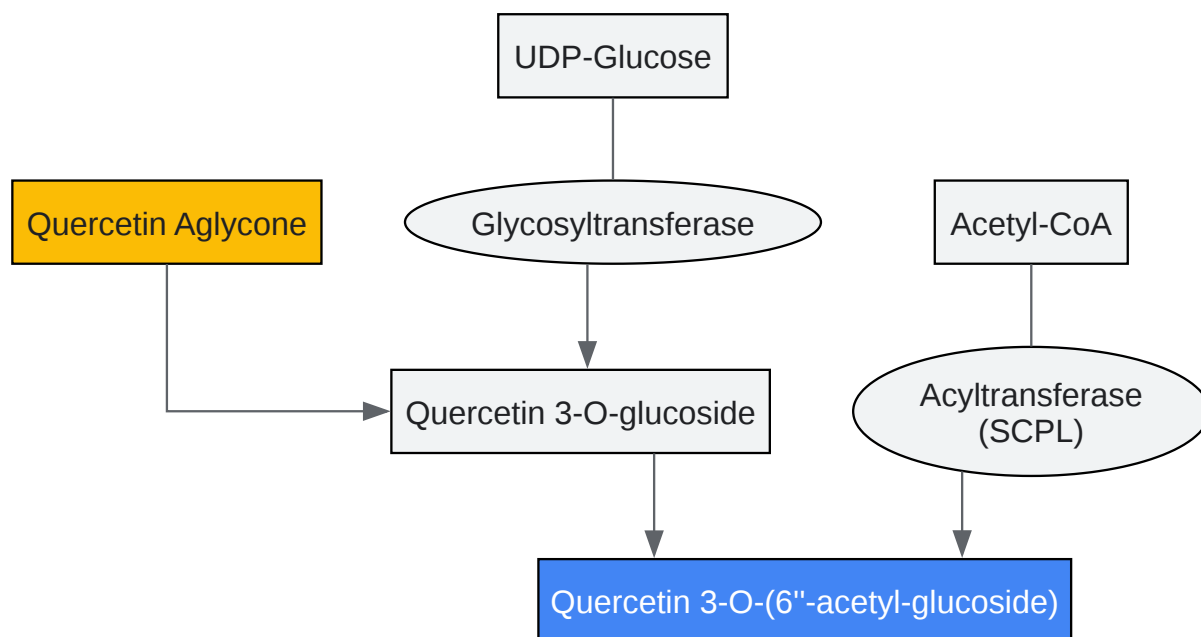 UDP-Glucose
Quercetin Aglycone
Glycosyltransferase
Acetyl-CoA
Quercetin 3-O-glucoside
Acyltransferase
(SCPL)
Quercetin 3-O-(6''-acetyl-glucoside)